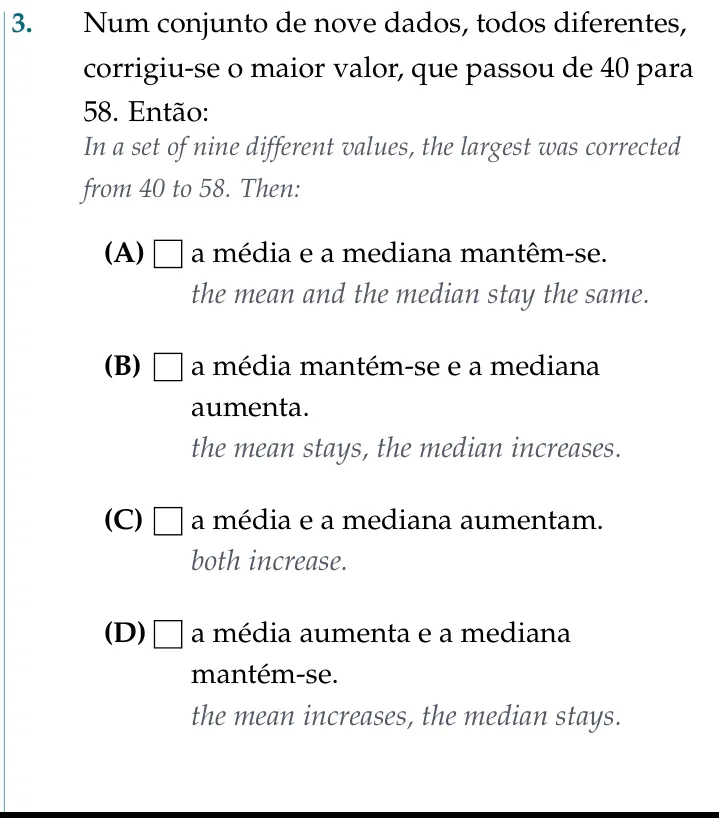 3. Num conjunto de nove dados, todos diferentes,
corrigiu-se o maior valor, que passou de 40 para
58. Então:
In a set of nine different values, the largest was corrected
from 40 to 58. Then:
(A) □ a média e a mediana mantêm-se.
the mean and the median stay the same.
(B) □ a média mantém-se e a mediana
aumenta.
the mean stays, the median increases.
(C) □ a média e a mediana aumentam.
both increase.
(D) □ a média aumenta e a mediana
mantém-se.
the mean increases, the median stays.